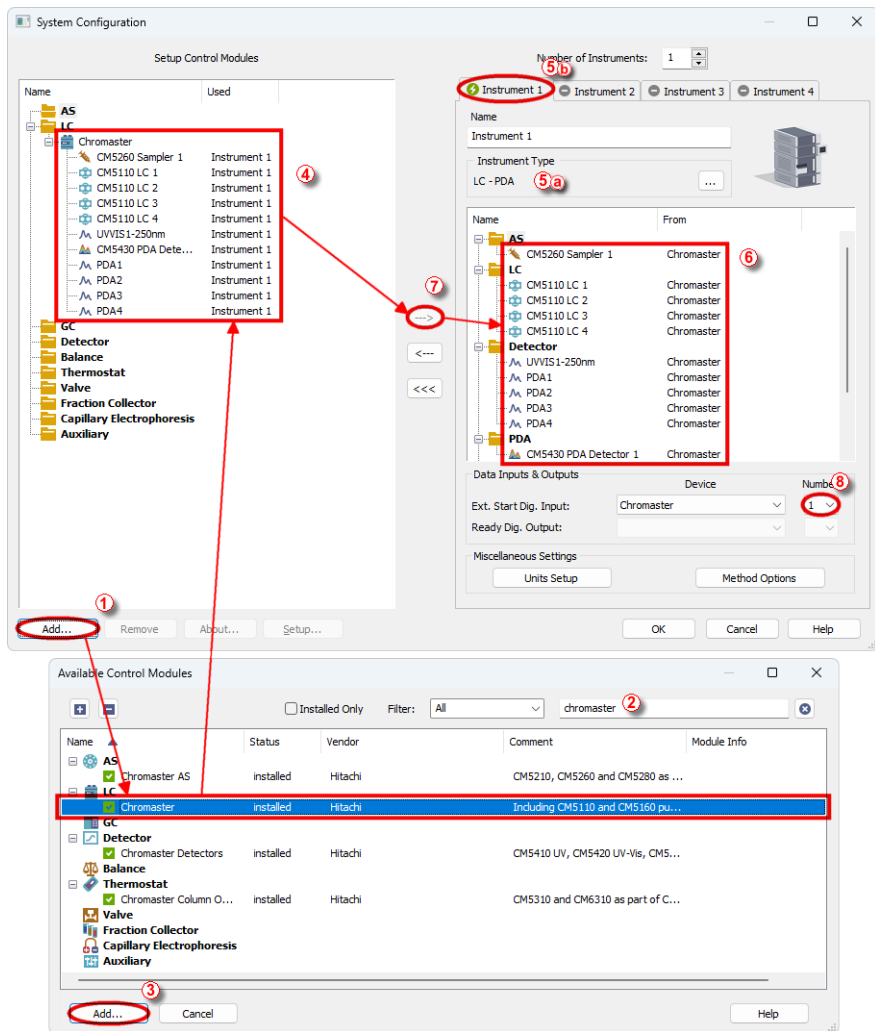 System Configuration
Setup Control Modules
Number of Instruments: 1
Name Used
AS
LC
Chromaster
CM5260 Sampler 1 Instrument 1
CM5110 LC 1 Instrument 1
CM5110 LC 2 Instrument 1
CM5110 LC 3 Instrument 1
CM5110 LC 4 Instrument 1
UVVIS1-250nm Instrument 1
CM5430 PDA Dete... Instrument 1
PDA1 Instrument 1
PDA2 Instrument 1
PDA3 Instrument 1
PDA4 Instrument 1
GC
Detector
Balance
Thermostat
Valve
Fraction Collector
Capillary Electrophoresis
Auxiliary
4
7
--->
<---
<<<
5 b
Instrument 1 Instrument 2 Instrument 3 Instrument 4
Name
Instrument 1
Instrument Type
LC - PDA 5 a ...
Name From
AS
CM5260 Sampler 1 Chromaster
6
LC
CM5110 LC 1 Chromaster
CM5110 LC 2 Chromaster
CM5110 LC 3 Chromaster
CM5110 LC 4 Chromaster
Detector
UVVIS1-250nm Chromaster
PDA1 Chromaster
PDA2 Chromaster
PDA3 Chromaster
PDA4 Chromaster
PDA
CM5430 PDA Detector 1 Chromaster
Data Inputs & Outputs
Device 8
Ext. Start Dig. Input: Chromaster 1
Ready Dig. Output:
Miscellaneous Settings
Units Setup Method Options
1
Add... Remove About... Setup... OK Cancel Help
Available Control Modules
Installed Only Filter: All chromaster 2
Name Status Vendor Comment Module Info
AS
Chromaster AS installed Hitachi CM5210, CM5260 and CM5280 as ...
LC
Chromaster installed Hitachi Including CM5110 and CM5160 pu...
GC
Detector
Chromaster Detectors installed Hitachi CM5410 UV, CM5420 UV-Vis, CM5...
Balance
Thermostat
Chromaster Column O... installed Hitachi CM5310 and CM6310 as part of C...
Valve
Fraction Collector
Capillary Electrophoresis
Auxiliary
3
Add... Cancel Help